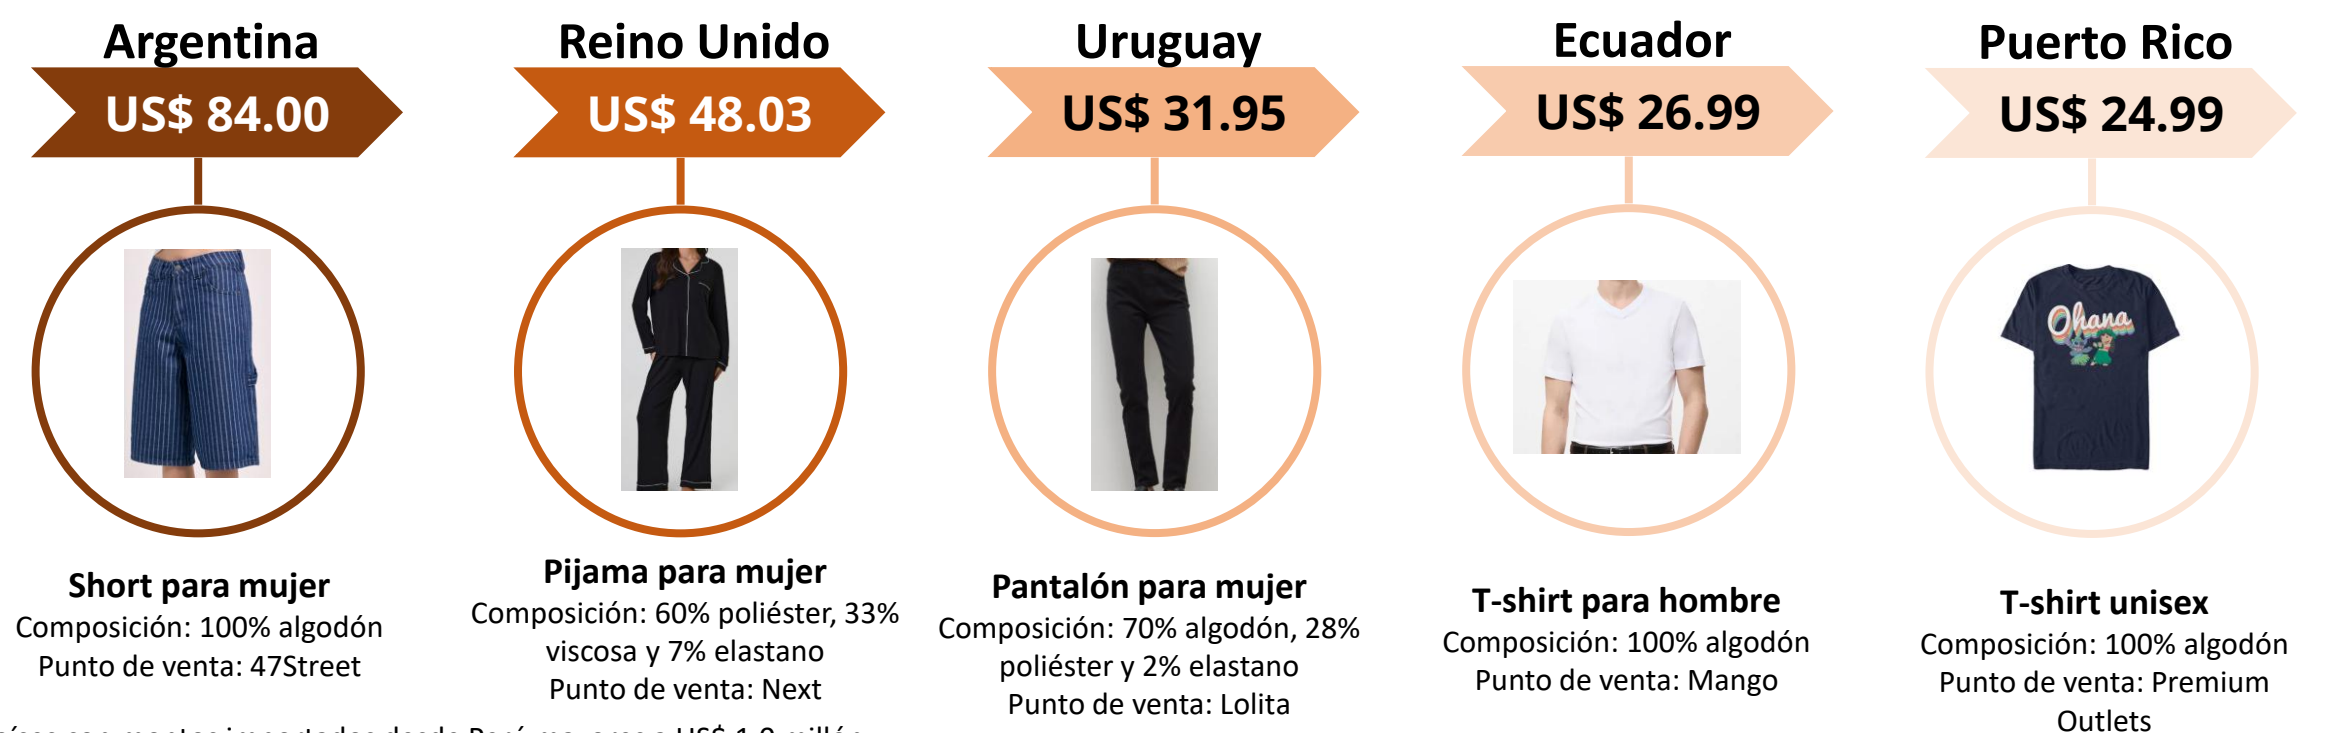 Argentina
US$ 84.00
Short para mujer
Composición: 100% algodón
Punto de venta: 47Street
Reino Unido
US$ 48.03
Pijama para mujer
Composición: 60% poliéster, 33%
viscosa y 7% elastano
Punto de venta: Next
Uruguay
US$ 31.95
Pantalón para mujer
Composición: 70% algodón, 28%
poliéster y 2% elastano
Punto de venta: Lolita
Ecuador
US$ 26.99
T-shirt para hombre
Composición: 100% algodón
Punto de venta: Mango
Puerto Rico
US$ 24.99
Ohana
T-shirt unisex
Composición: 100% algodón
Punto de venta: Premium
Outlets